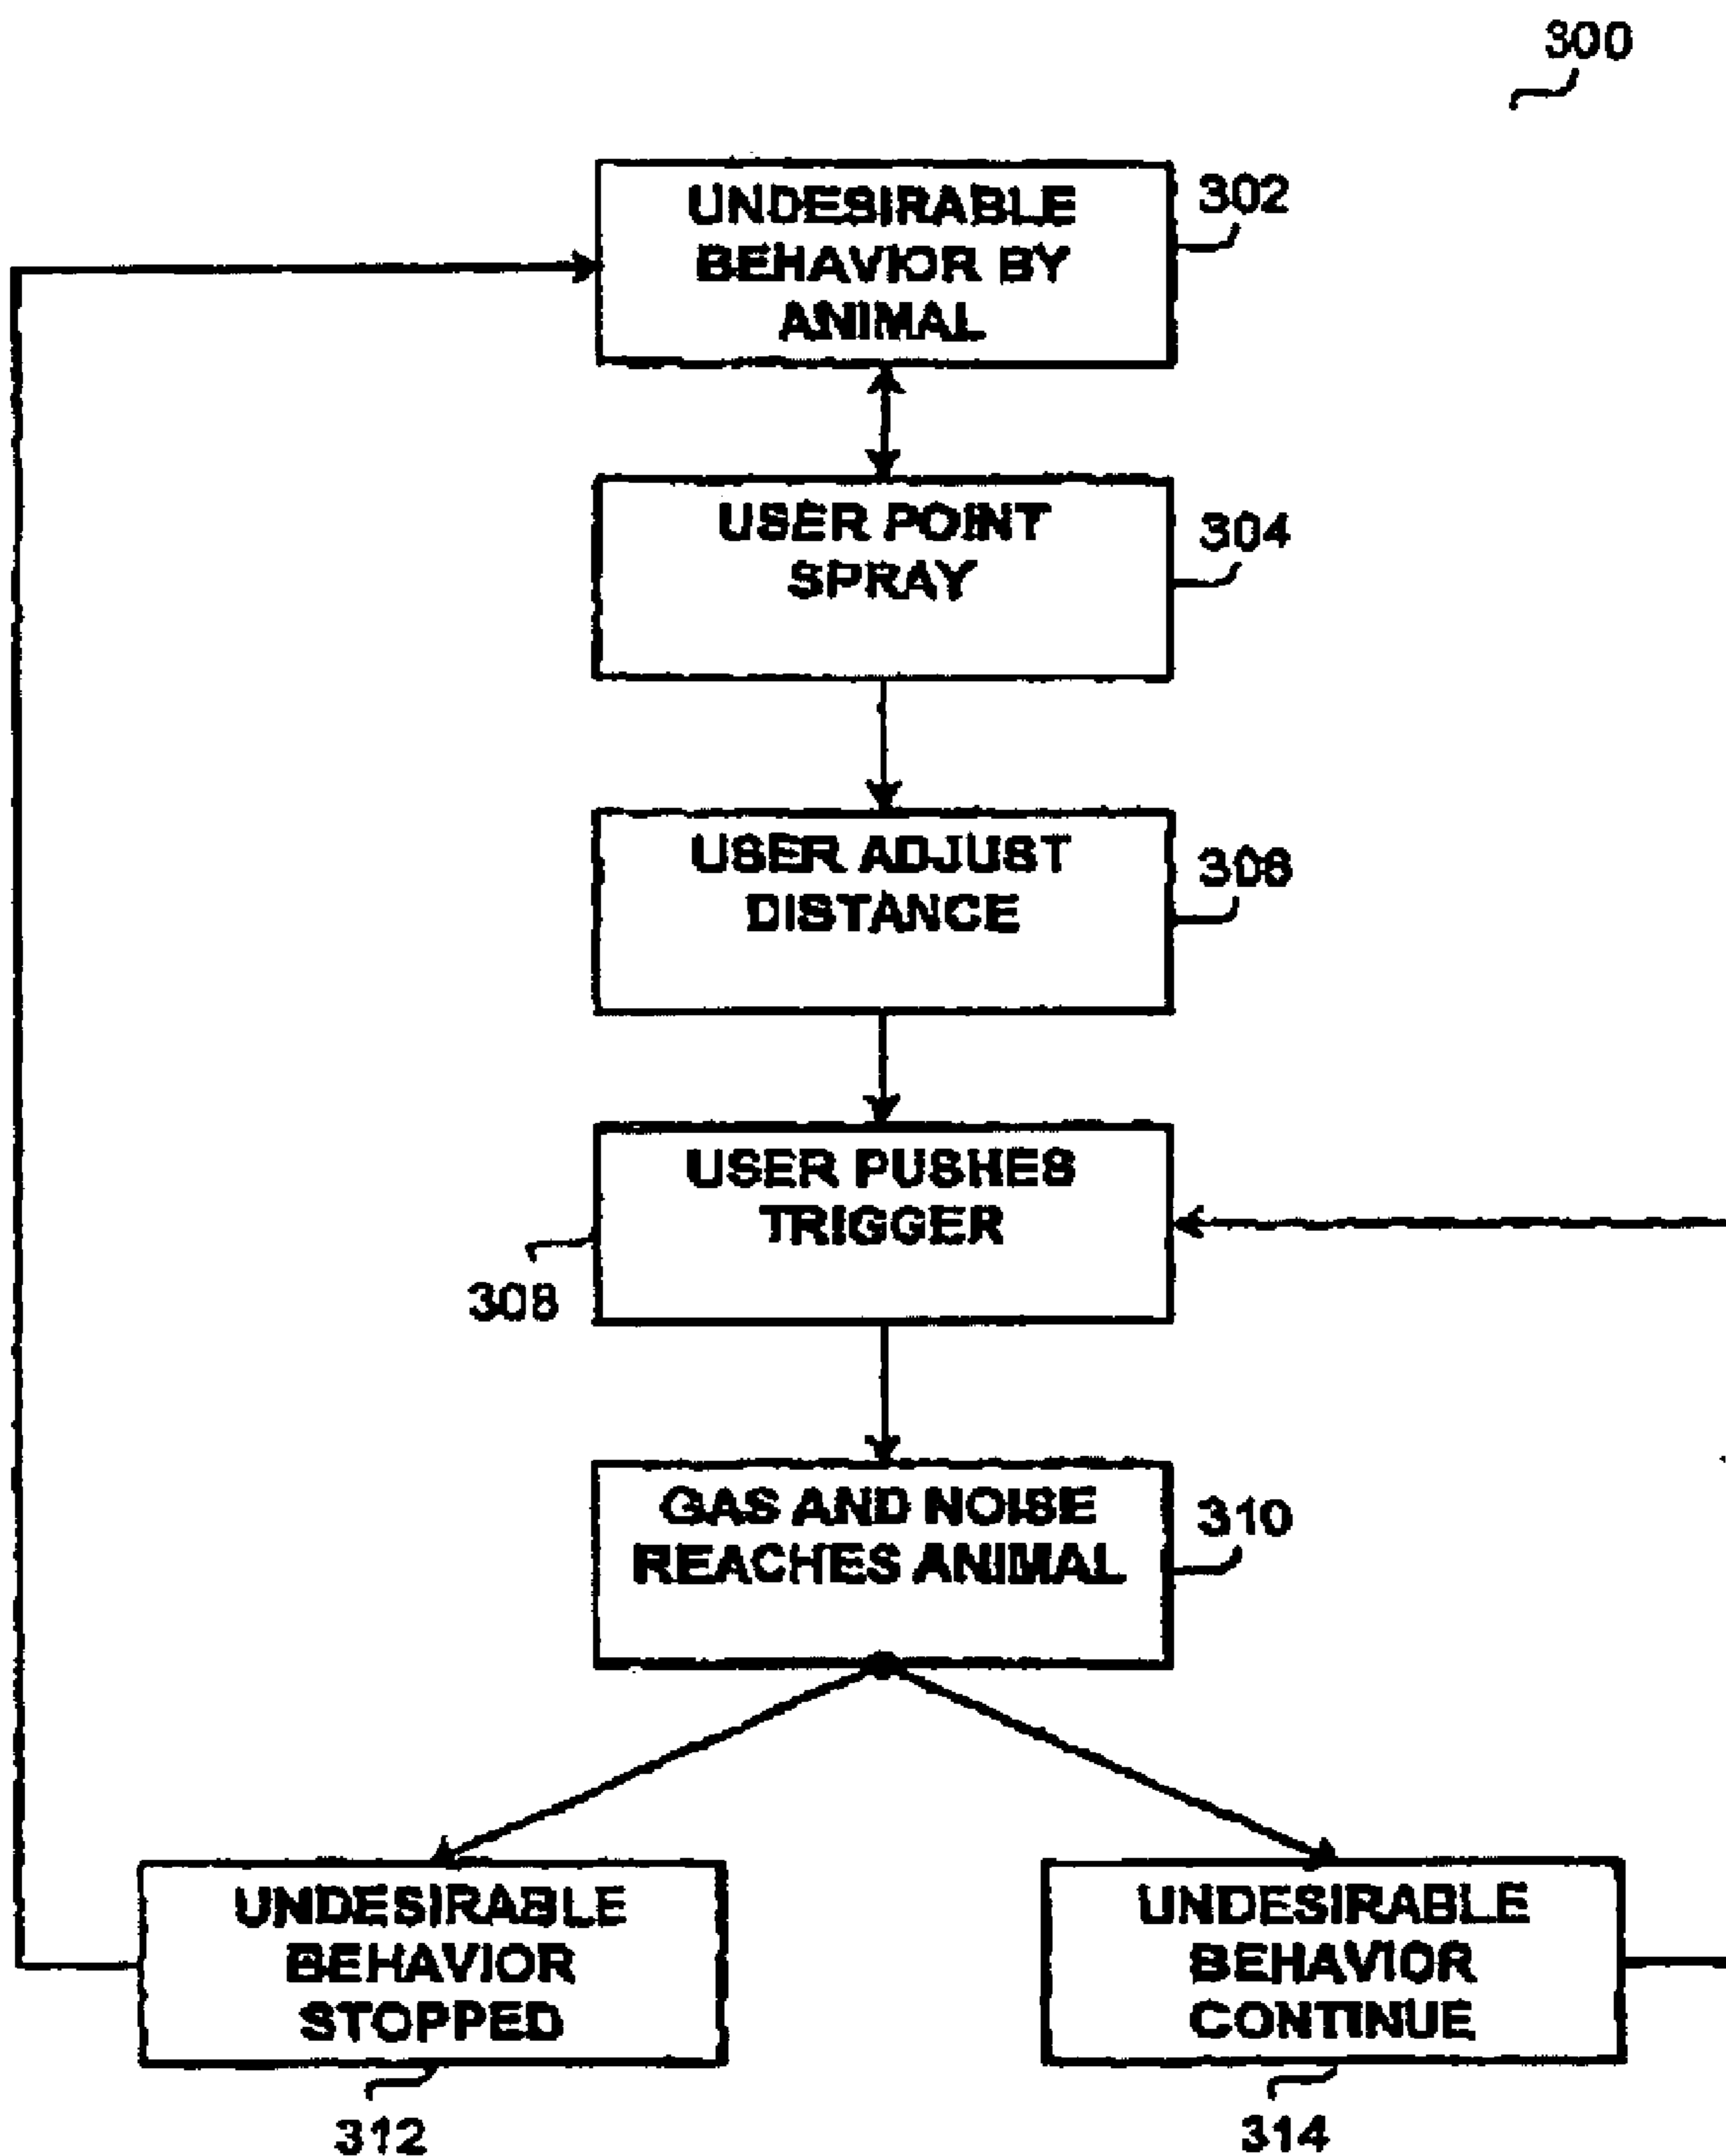 300
UNDESIRABLE
BEHAVIOR BY
ANIMAL
302
USER POINT
SPRAY
304
USER ADJUST
DISTANCE
306
USER PUSHES
TRIGGER
308
GAS AND NOISE
REACHES ANIMAL
310
UNDESIRABLE
BEHAVIOR
STOPPED
312
UNDESIRABLE
BEHAVIOR
CONTINUE
314